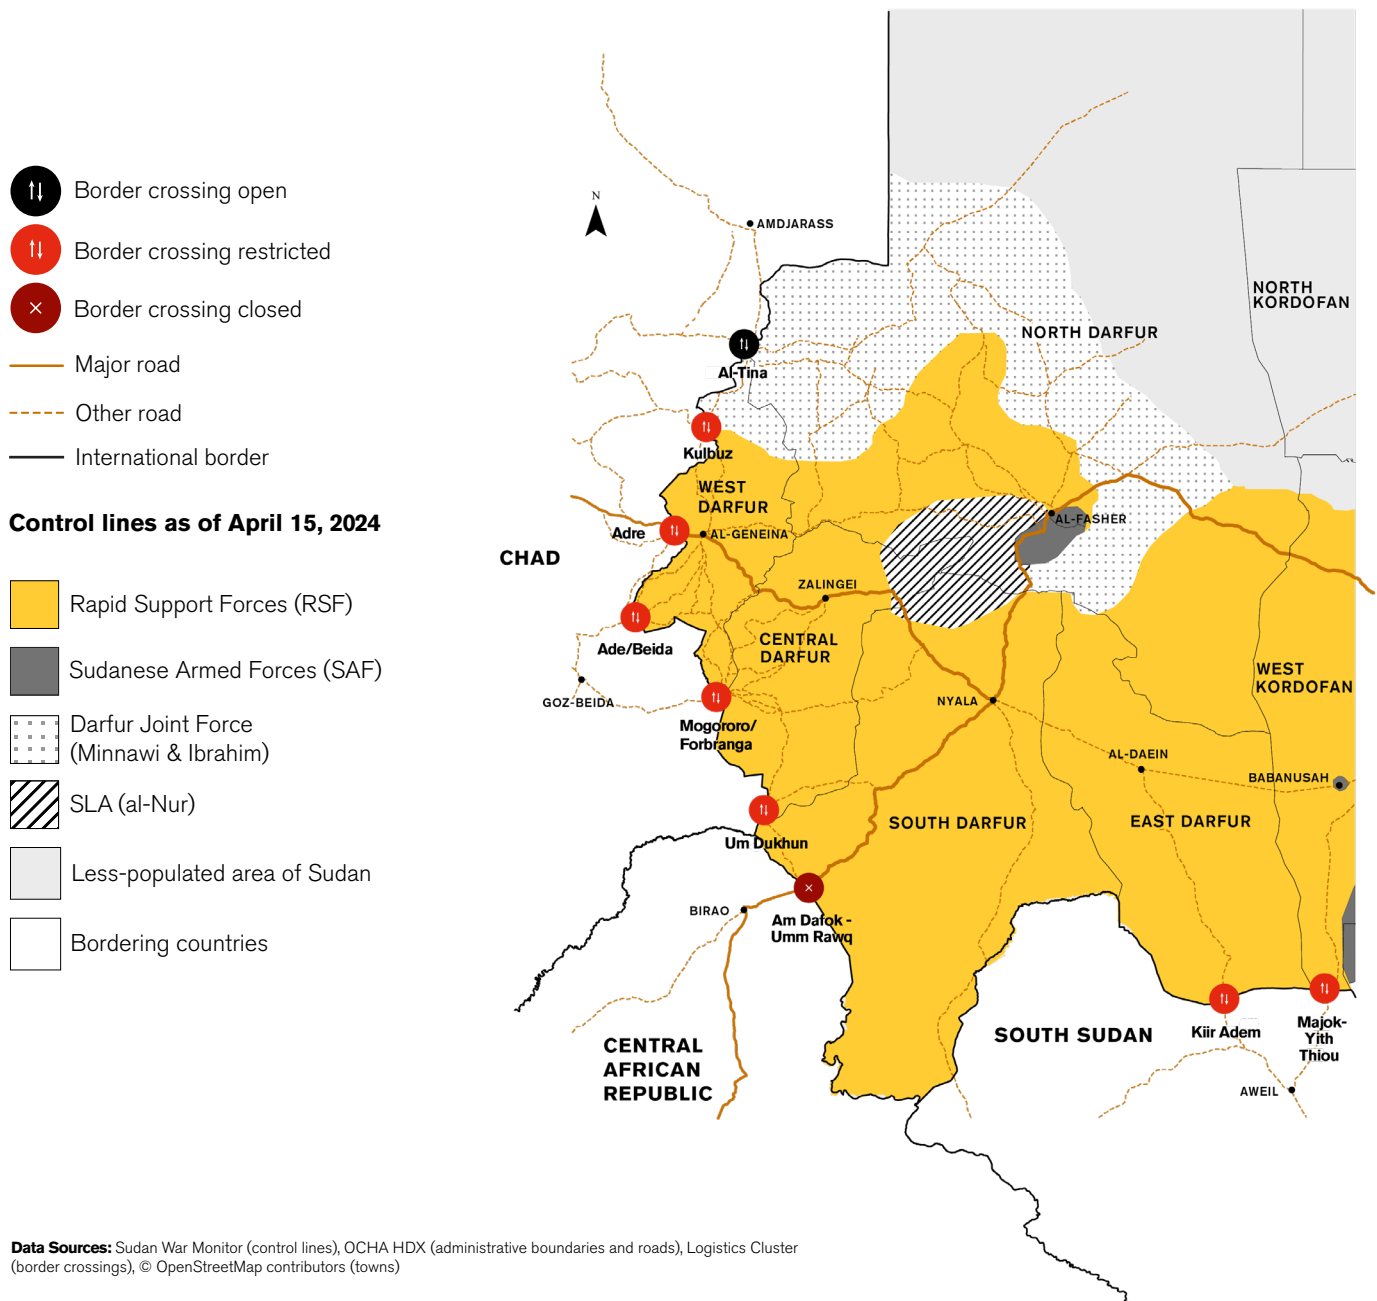 Border crossing open
Border crossing restricted
Border crossing closed
Major road
Other road
International border
Control lines as of April 15, 2024
Rapid Support Forces (RSF)
Sudanese Armed Forces (SAF)
Darfur Joint Force
(Minnawi & Ibrahim)
SLA (al-Nur)
Less-populated area of Sudan
Bordering countries
N
AMDJARASS
NORTH
KORDOFAN
NORTH DARFUR
Al-Tina
Kulbuz
WEST
DARFUR
AL-FASHER
Adre
AL-GENEINA
CHAD
ZALINGEI
Ade/Beida
CENTRAL
DARFUR
WEST
KORDOFAN
GOZ-BEIDA
NYALA
Mogororo/
Forbranga
AL-DAEIN
BABANUSAH
SOUTH DARFUR
EAST DARFUR
Um Dukhun
BIRAO
Am Dafok -
Umm Rawq
SOUTH SUDAN
Kiir Adem
Majok-
Yith
Thiou
CENTRAL
AFRICAN
REPUBLIC
AWEIL
Data Sources: Sudan War Monitor (control lines), OCHA HDX (administrative boundaries and roads), Logistics Cluster
(border crossings), © OpenStreetMap contributors (towns)